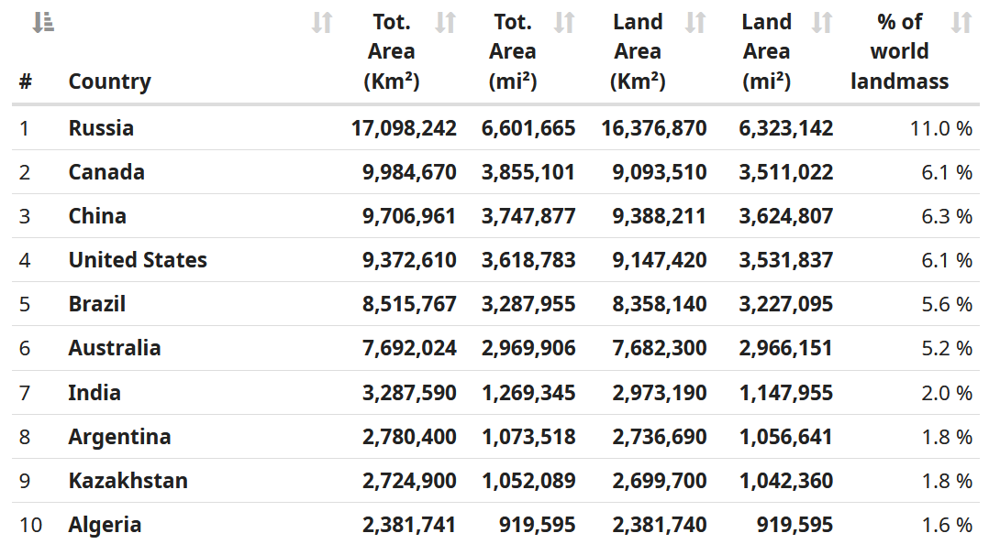 # Country Tot. Area (Km²) Tot. Area (mi²) Land Area (Km²) Land Area (mi²) % of world landmass
1 Russia 17,098,242 6,601,665 16,376,870 6,323,142 11.0 %
2 Canada 9,984,670 3,855,101 9,093,510 3,511,022 6.1 %
3 China 9,706,961 3,747,877 9,388,211 3,624,807 6.3 %
4 United States 9,372,610 3,618,783 9,147,420 3,531,837 6.1 %
5 Brazil 8,515,767 3,287,955 8,358,140 3,227,095 5.6 %
6 Australia 7,692,024 2,969,906 7,682,300 2,966,151 5.2 %
7 India 3,287,590 1,269,345 2,973,190 1,147,955 2.0 %
8 Argentina 2,780,400 1,073,518 2,736,690 1,056,641 1.8 %
9 Kazakhstan 2,724,900 1,052,089 2,699,700 1,042,360 1.8 %
10 Algeria 2,381,741 919,595 2,381,740 919,595 1.6 %